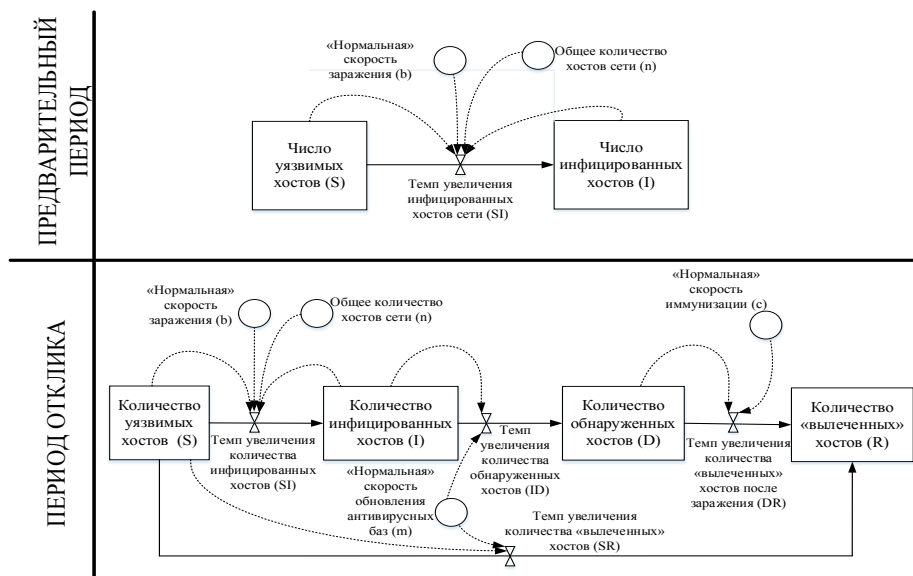 ПРЕДВАРИТЕЛЬНЫЙ
ПЕРИОД
«Нормальная»
скорость
заражения (b)
Общее количество
хостов сети (n)
Число
уязвимых
хостов (S)
Темп увеличения
инфицированных
хостов сети (SI)
Число
инфицированных
хостов (I)
ПЕРИОД ОТКЛИКА
«Нормальная»
скорость
заражения (b)
Общее количество
хостов сети (n)
«Нормальная»
скорость
иммунизации (c)
Количество
уязвимых
хостов (S)
Темп увеличения
количества
инфицированных
хостов (SI)
Количество
инфицированных
хостов (I)
Темп
увеличения
количества
обнаруженных
хостов (ID)
Количество
обнаруженных
хостов (D)
Темп увеличения
количества
«вылеченных»
хостов после
заражения (DR)
Количество
«вылеченных»
хостов (R)
«Нормальная»
скорость
обновления
антивирусных
баз (m)
Темп увеличения
количества «вылеченных»
хостов (SR)